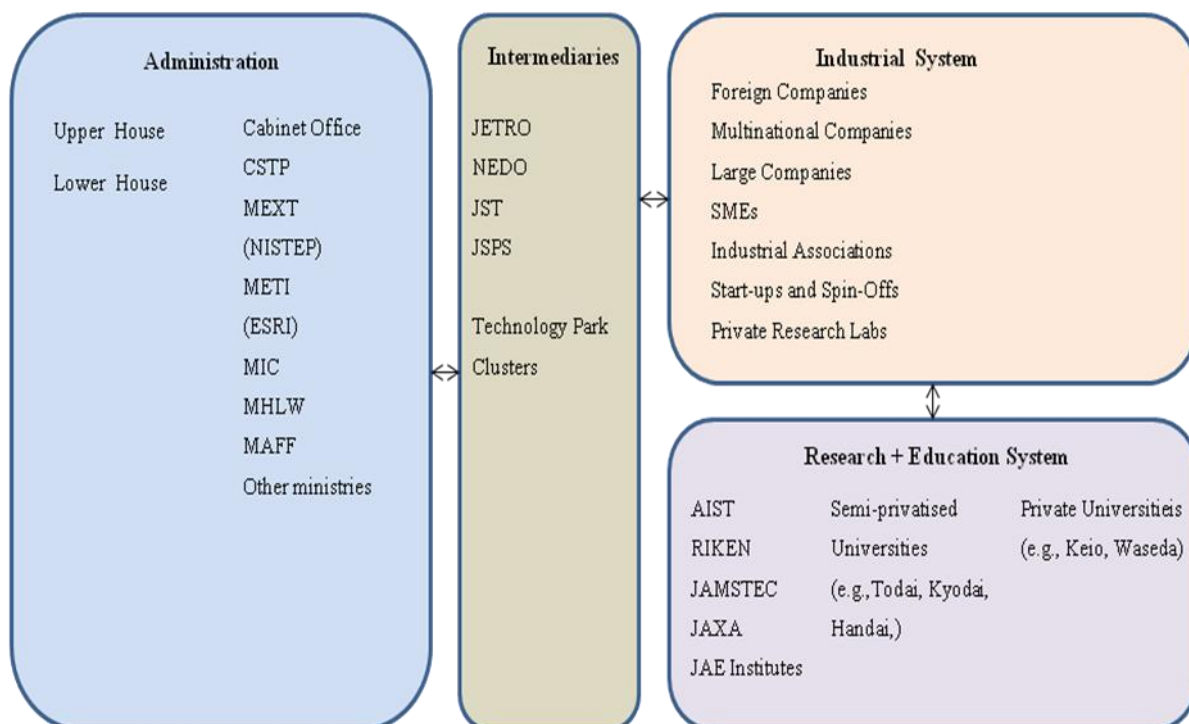 Administration
Upper House
Lower House
Cabinet Office
CSTP
MEXT
(NISTEP)
METI
(ESRI)
MIC
MHLW
MAFF
Other ministries
Intermediaries
JETRO
NEDO
JST
JSPS
Technology Park
Clusters
Industrial System
Foreign Companies
Multinational Companies
Large Companies
SMEs
Industrial Associations
Start-ups and Spin-Offs
Private Research Labs
Research + Education System
AIST
RIKEN
JAMSTEC
JAXA
JAE Institutes
Semi-privatised
Universities
(e.g.,Todai, Kyodai,
Handai,)
Private Universitieis
(e.g., Keio, Waseda)